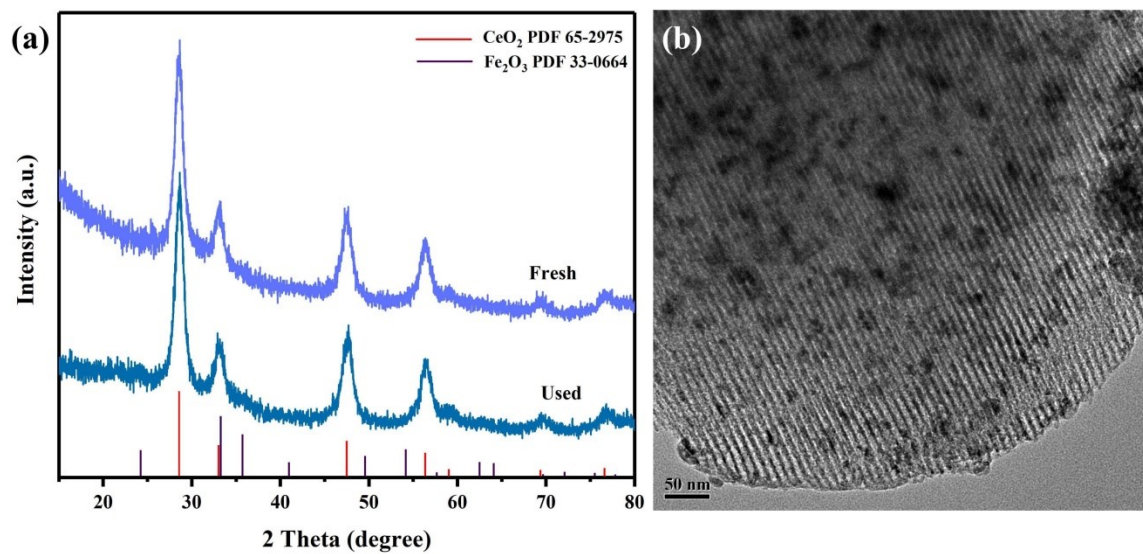 (a)
CeO₂ PDF 65-2975
Fe₂O₃ PDF 33-0664
Intensity (a.u.)
Fresh
Used
20 30 40 50 60 70 80
2 Theta (degree)
(b)
50 nm